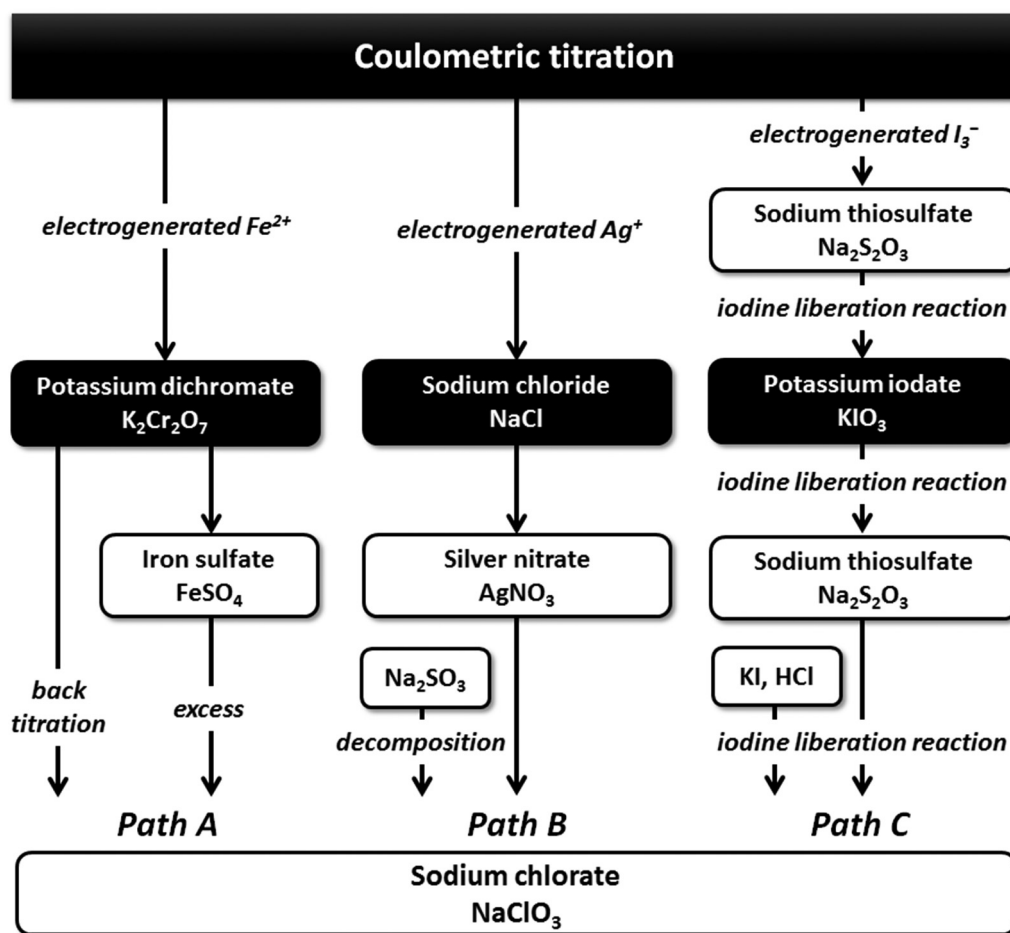 Coulometric titration
electrogenerated I₃⁻
Sodium thiosulfate
Na₂S₂O₃
electrogenerated Fe²⁺
electrogenerated Ag⁺
iodine liberation reaction
Potassium dichromate
K₂Cr₂O₇
Sodium chloride
NaCl
Potassium iodate
KIO₃
iodine liberation reaction
Iron sulfate
FeSO₄
Silver nitrate
AgNO₃
Sodium thiosulfate
Na₂S₂O₃
back
titration
excess
Na₂SO₃
decomposition
KI, HCl
iodine liberation reaction
Path A
Path B
Path C
Sodium chlorate
NaClO₃